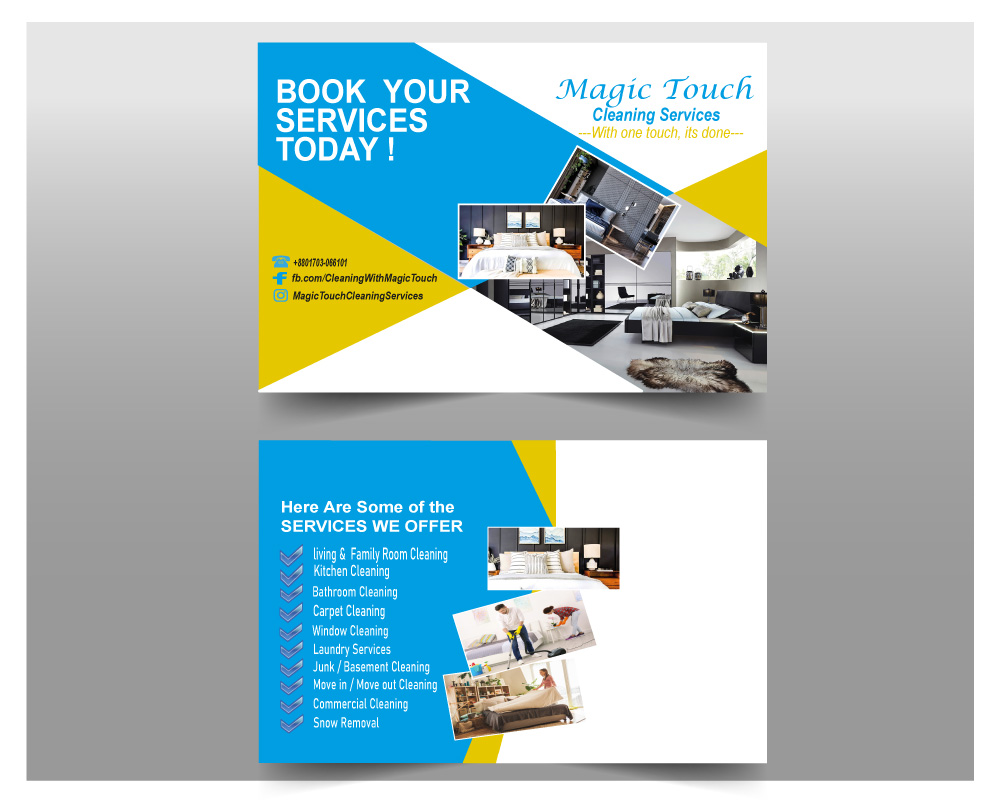 BOOK YOUR
SERVICES
TODAY !
Magic Touch
Cleaning Services
---With one touch, its done---
+8801703-066101
fb.com/CleaningWithMagicTouch
MagicTouchCleaningServices
Here Are Some of the
SERVICES WE OFFER
living & Family Room Cleaning
Kitchen Cleaning
Bathroom Cleaning
Carpet Cleaning
Window Cleaning
Laundry Services
Junk / Basement Cleaning
Move in / Move out Cleaning
Commercial Cleaning
Snow Removal